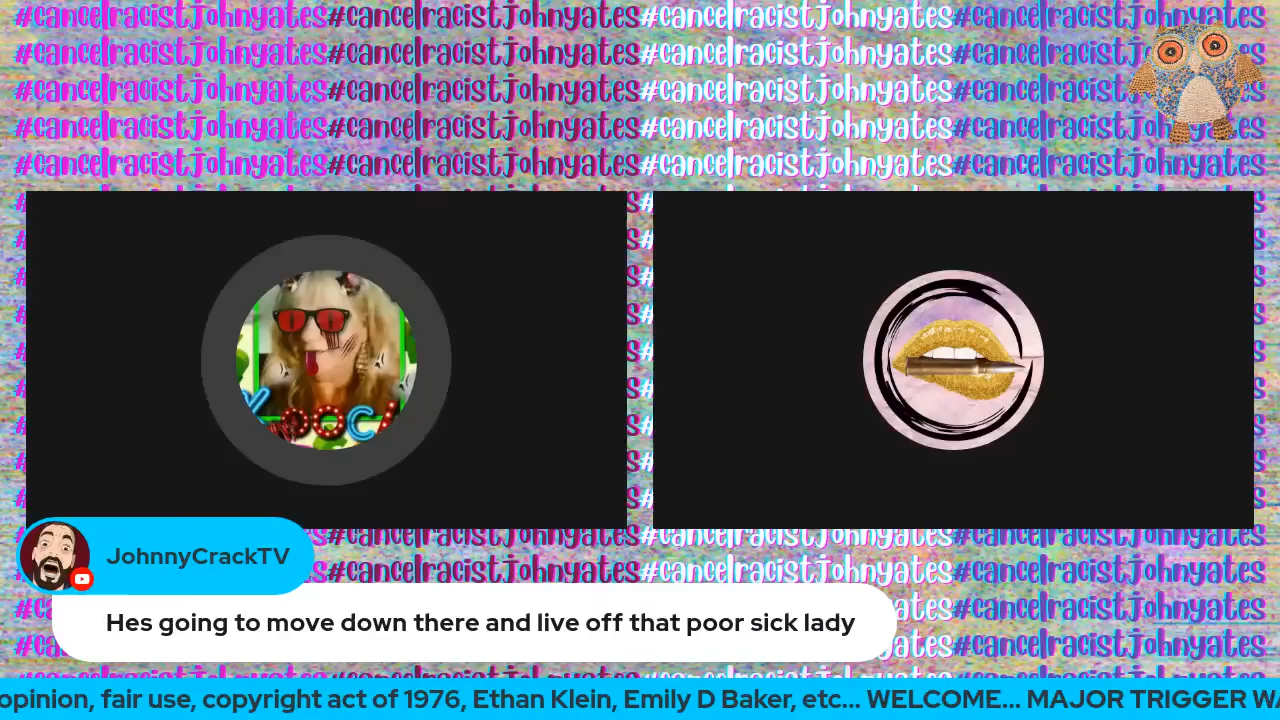 #cancelracistjohnyates#cancelracistjohnyates#cancelracistjohnyates#cancelracistjohnyates
#cancelracistjohnyates#cancelracistjohnyates#cancelracistjohnyates#cancelracistjohnyates
#cancelracistjohnyates#cancelracistjohnyates#cancelracistjohnyates#cancelracistjohnyates
#cancelracistjohnyates#cancelracistjohnyates#cancelracistjohnyates#cancelracistjohnyates
#cancelracistjohnyates#cancelracistjohnyates#cancelracistjohnyates#cancelracistjohnyates
JohnnyCrackTV
Hes going to move down there and live off that poor sick lady
opinion, fair use, copyright act of 1976, Ethan Klein, Emily D Baker, etc... WELCOME... MAJOR TRIGGER WA